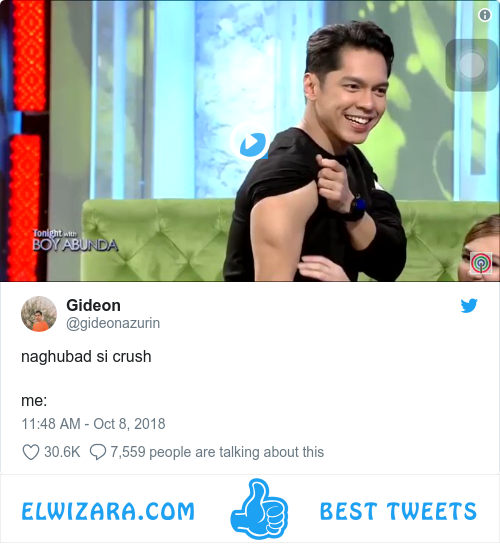 Tonight with
BOY ABUNDA
Gideon
@gideonazurin
naghubad si crush
me:
11:48 AM - Oct 8, 2018
30.6K 7,559 people are talking about this
ELWIZARA.COM BEST TWEETS